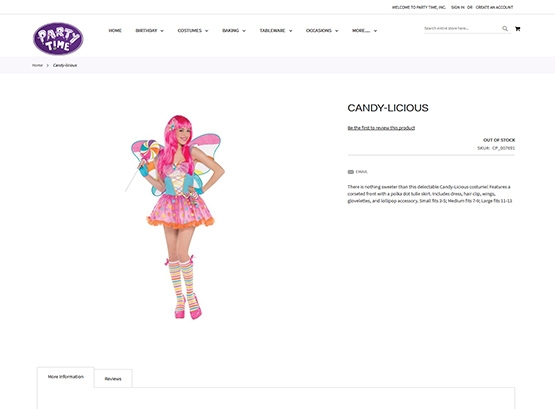 WELCOME TO PARTY TIME, INC. SIGN IN OR CREATE AN ACCOUNT
PARTY TIME
HOME BIRTHDAY COSTUMES BAKING TABLEWARE OCCASIONS MORE.....
Search entire store here...
Home > Candy-licious
CANDY-LICIOUS
Be the first to review this product
OUT OF STOCK
SKU: CP_007691
EMAIL
There is nothing sweeter than this delectable Candy-Licious costume! Features a
corseted front with a polka dot tulle skirt. Includes dress, hair clip, wings,
glovelettes, and lollipop accessory. Small fits 3-5; Medium fits 7-9; Large fits 11-13
More Information
Reviews